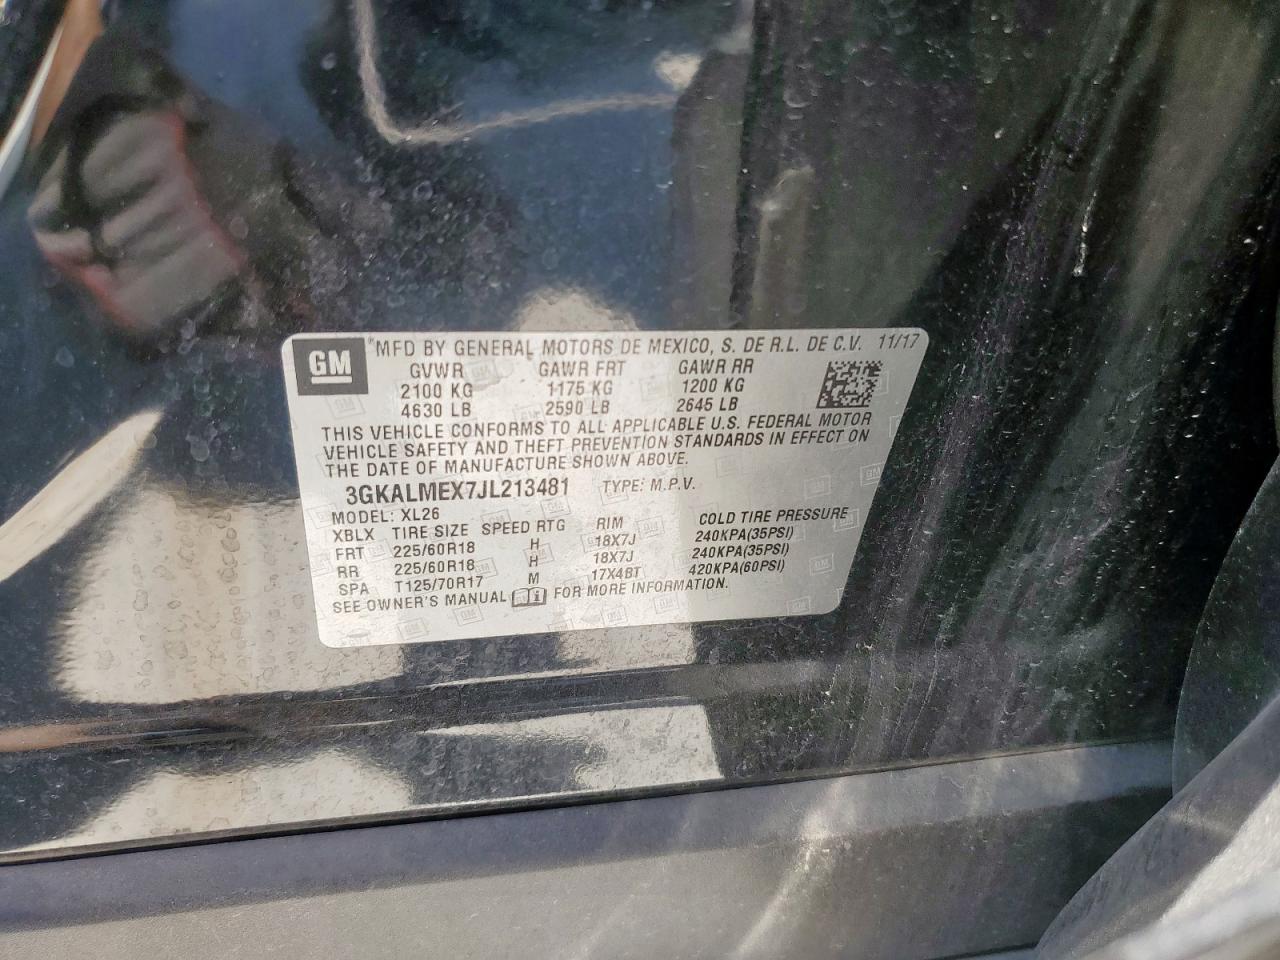 GM
MFD BY GENERAL MOTORS DE MEXICO, S. DE R.L. DE C.V. 11/17
GVWR GAWR FRT GAWR RR
2100 KG 1175 KG 1200 KG
4630 LB 2590 LB 2645 LB
THIS VEHICLE CONFORMS TO ALL APPLICABLE U.S. FEDERAL MOTOR
VEHICLE SAFETY AND THEFT PREVENTION STANDARDS IN EFFECT ON
THE DATE OF MANUFACTURE SHOWN ABOVE.
3GKALMEX7JL213481 TYPE: M.P.V.
MODEL: XL26
XBLX TIRE SIZE SPEED RTG RIM COLD TIRE PRESSURE
FRT 225/60R18 H 18X7J 240KPA(35PSI)
RR 225/60R18 H 18X7J 240KPA(35PSI)
SPA T125/70R17 M 17X4BT 420KPA(60PSI)
SEE OWNER'S MANUAL FOR MORE INFORMATION.